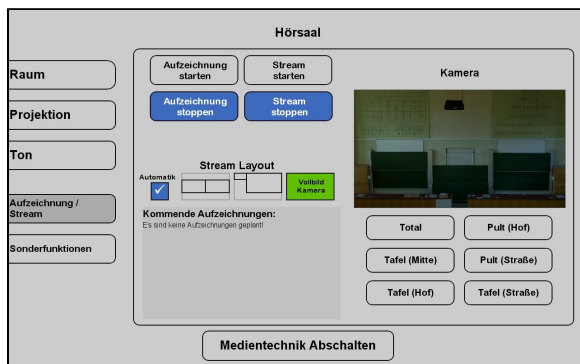 Hörsaal
Raum
Projektion
Ton
Aufzeichnung /
Stream
Sonderfunktionen
Aufzeichnung
starten
Stream
starten
Aufzeichnung
stoppen
Stream
stoppen
Stream Layout
Automatik
Vollbild
Kamera
Kommende Aufzeichnungen:
Es sind keine Aufzeichnungen geplant!
Kamera
Total
Pult (Hof)
Tafel (Mitte)
Pult (Straße)
Tafel (Hof)
Tafel (Straße)
Medientechnik Abschalten